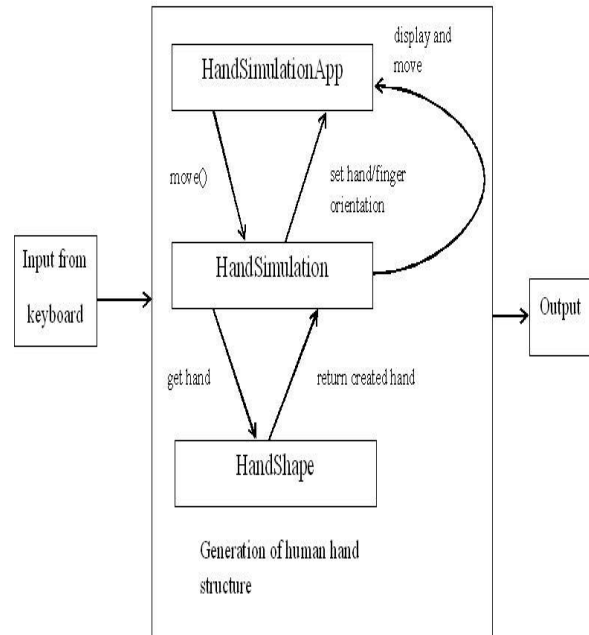 display and
move
HandSimulationApp
move()
set hand/finger
orientation
Input from
keyboard
HandSimulation
Output
get hand
return created hand
HandShape
Generation of human hand
structure